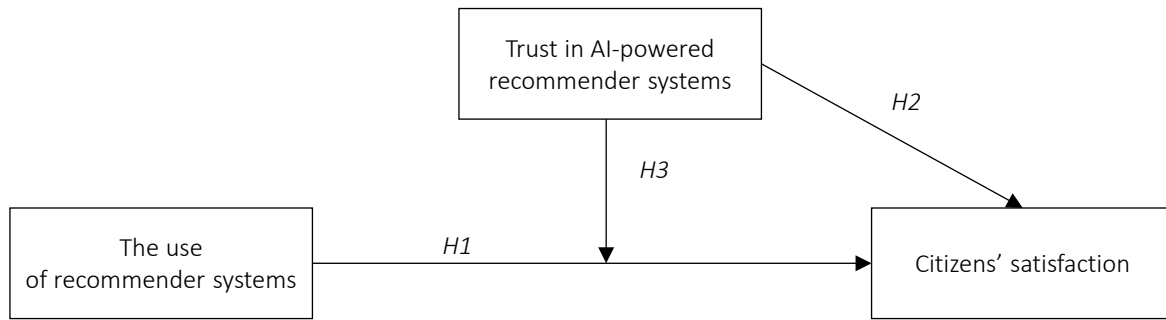 Trust in AI-powered
recommender systems
H2
H3
The use
of recommender systems
H1
Citizens’ satisfaction